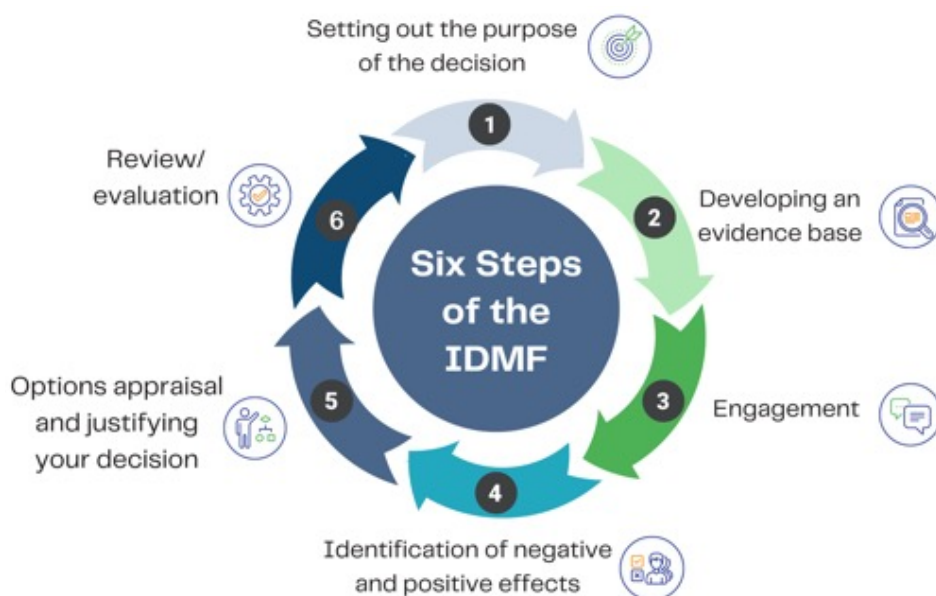 Setting out the purpose
of the decision
1
2
Developing an
evidence base
3
Engagement
4
Identification of negative
and positive effects
5
Options appraisal
and justifying
your decision
6
Review/
evaluation
Six Steps
of the
IDMF